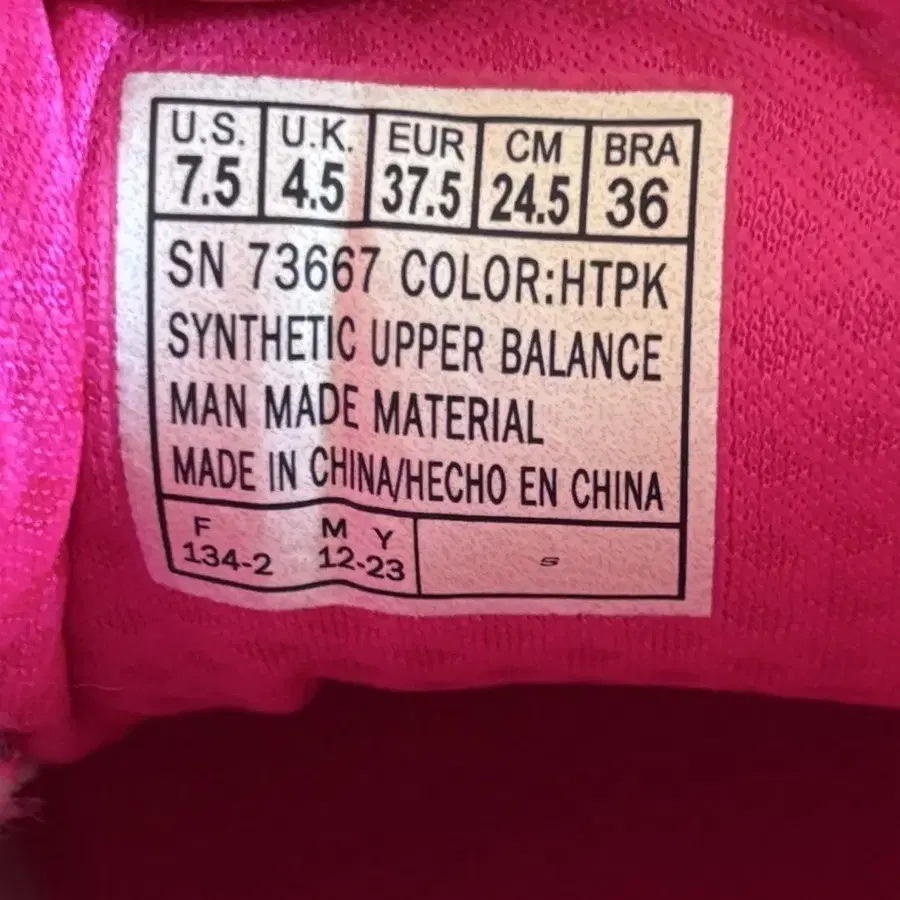 U.S. U.K. EUR CM BRA
7.5 4.5 37.5 24.5 36
SN 73667 COLOR:HTPK
SYNTHETIC UPPER BALANCE
MAN MADE MATERIAL
MADE IN CHINA/HECHO EN CHINA
F M Y
134-2 12-23 S